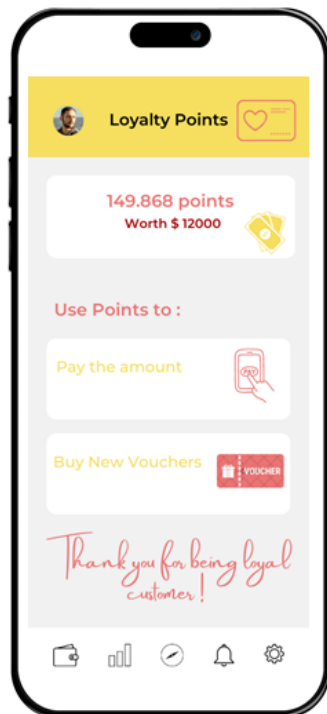 Loyalty Points
149.868 points
Worth $ 12000
Use Points to :
Pay the amount
PAY
Buy New Vouchers
VOUCHER
Thank you for being loyal
customer!